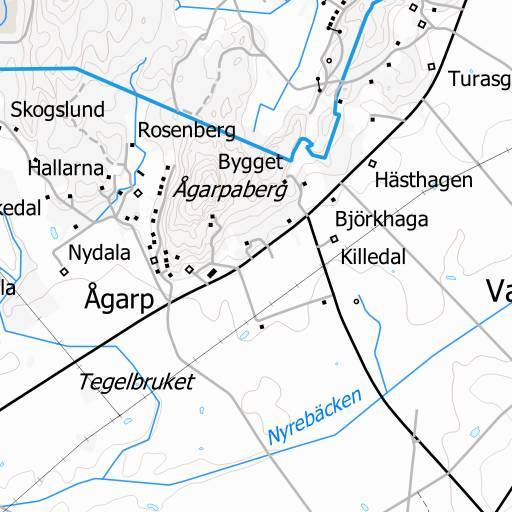 Turasg
Skogslund
Rosenberg
Bygget
Hallarna
Ågarpaberg
Hästhagen
kedal
Björkhaga
Nydala
Killedal
la
Ågarp
Va
Tegelbruket
Nyrebäcken